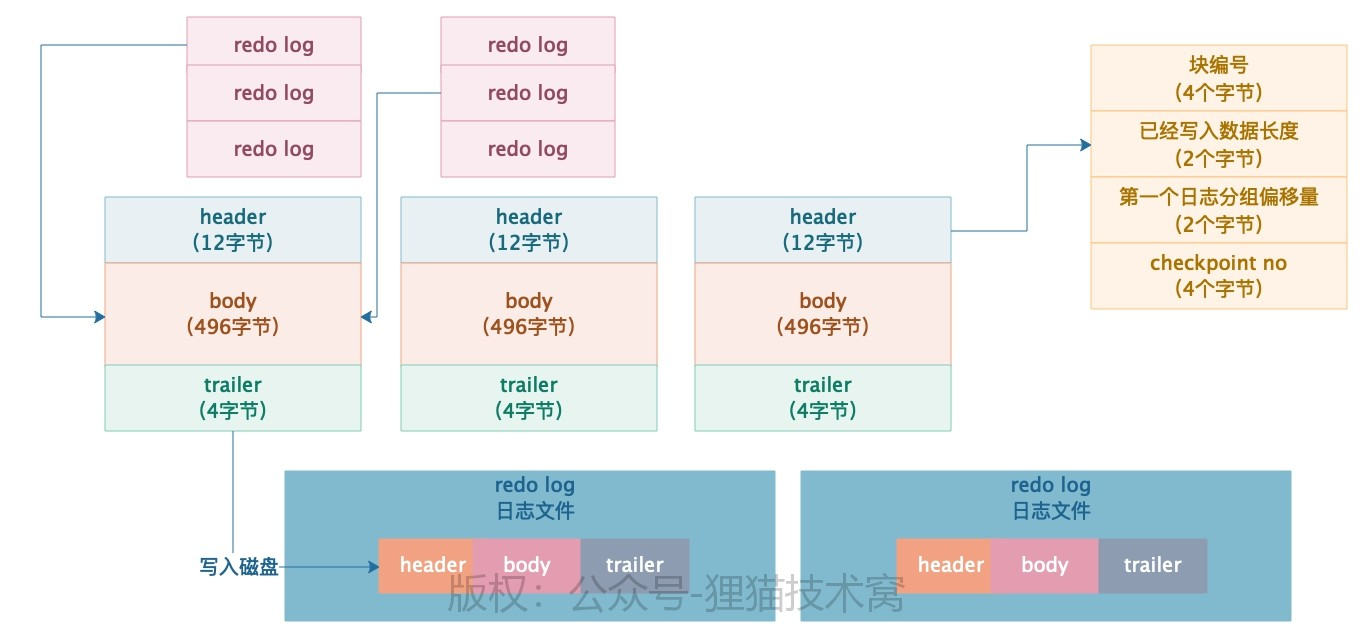 redo log
redo log
redo log
redo log
redo log
redo log
块编号
(4个字节)
已经写入数据长度
(2个字节)
第一个日志分组偏移量
(2个字节)
checkpoint no
(4个字节)
header
(12字节)
body
(496字节)
trailer
(4字节)
header
(12字节)
body
(496字节)
trailer
(4字节)
header
(12字节)
body
(496字节)
trailer
(4字节)
写入磁盘
redo log
日志文件
header
body
trailer
redo log
日志文件
header
body
trailer
版权：公众号-狸猫技术窝